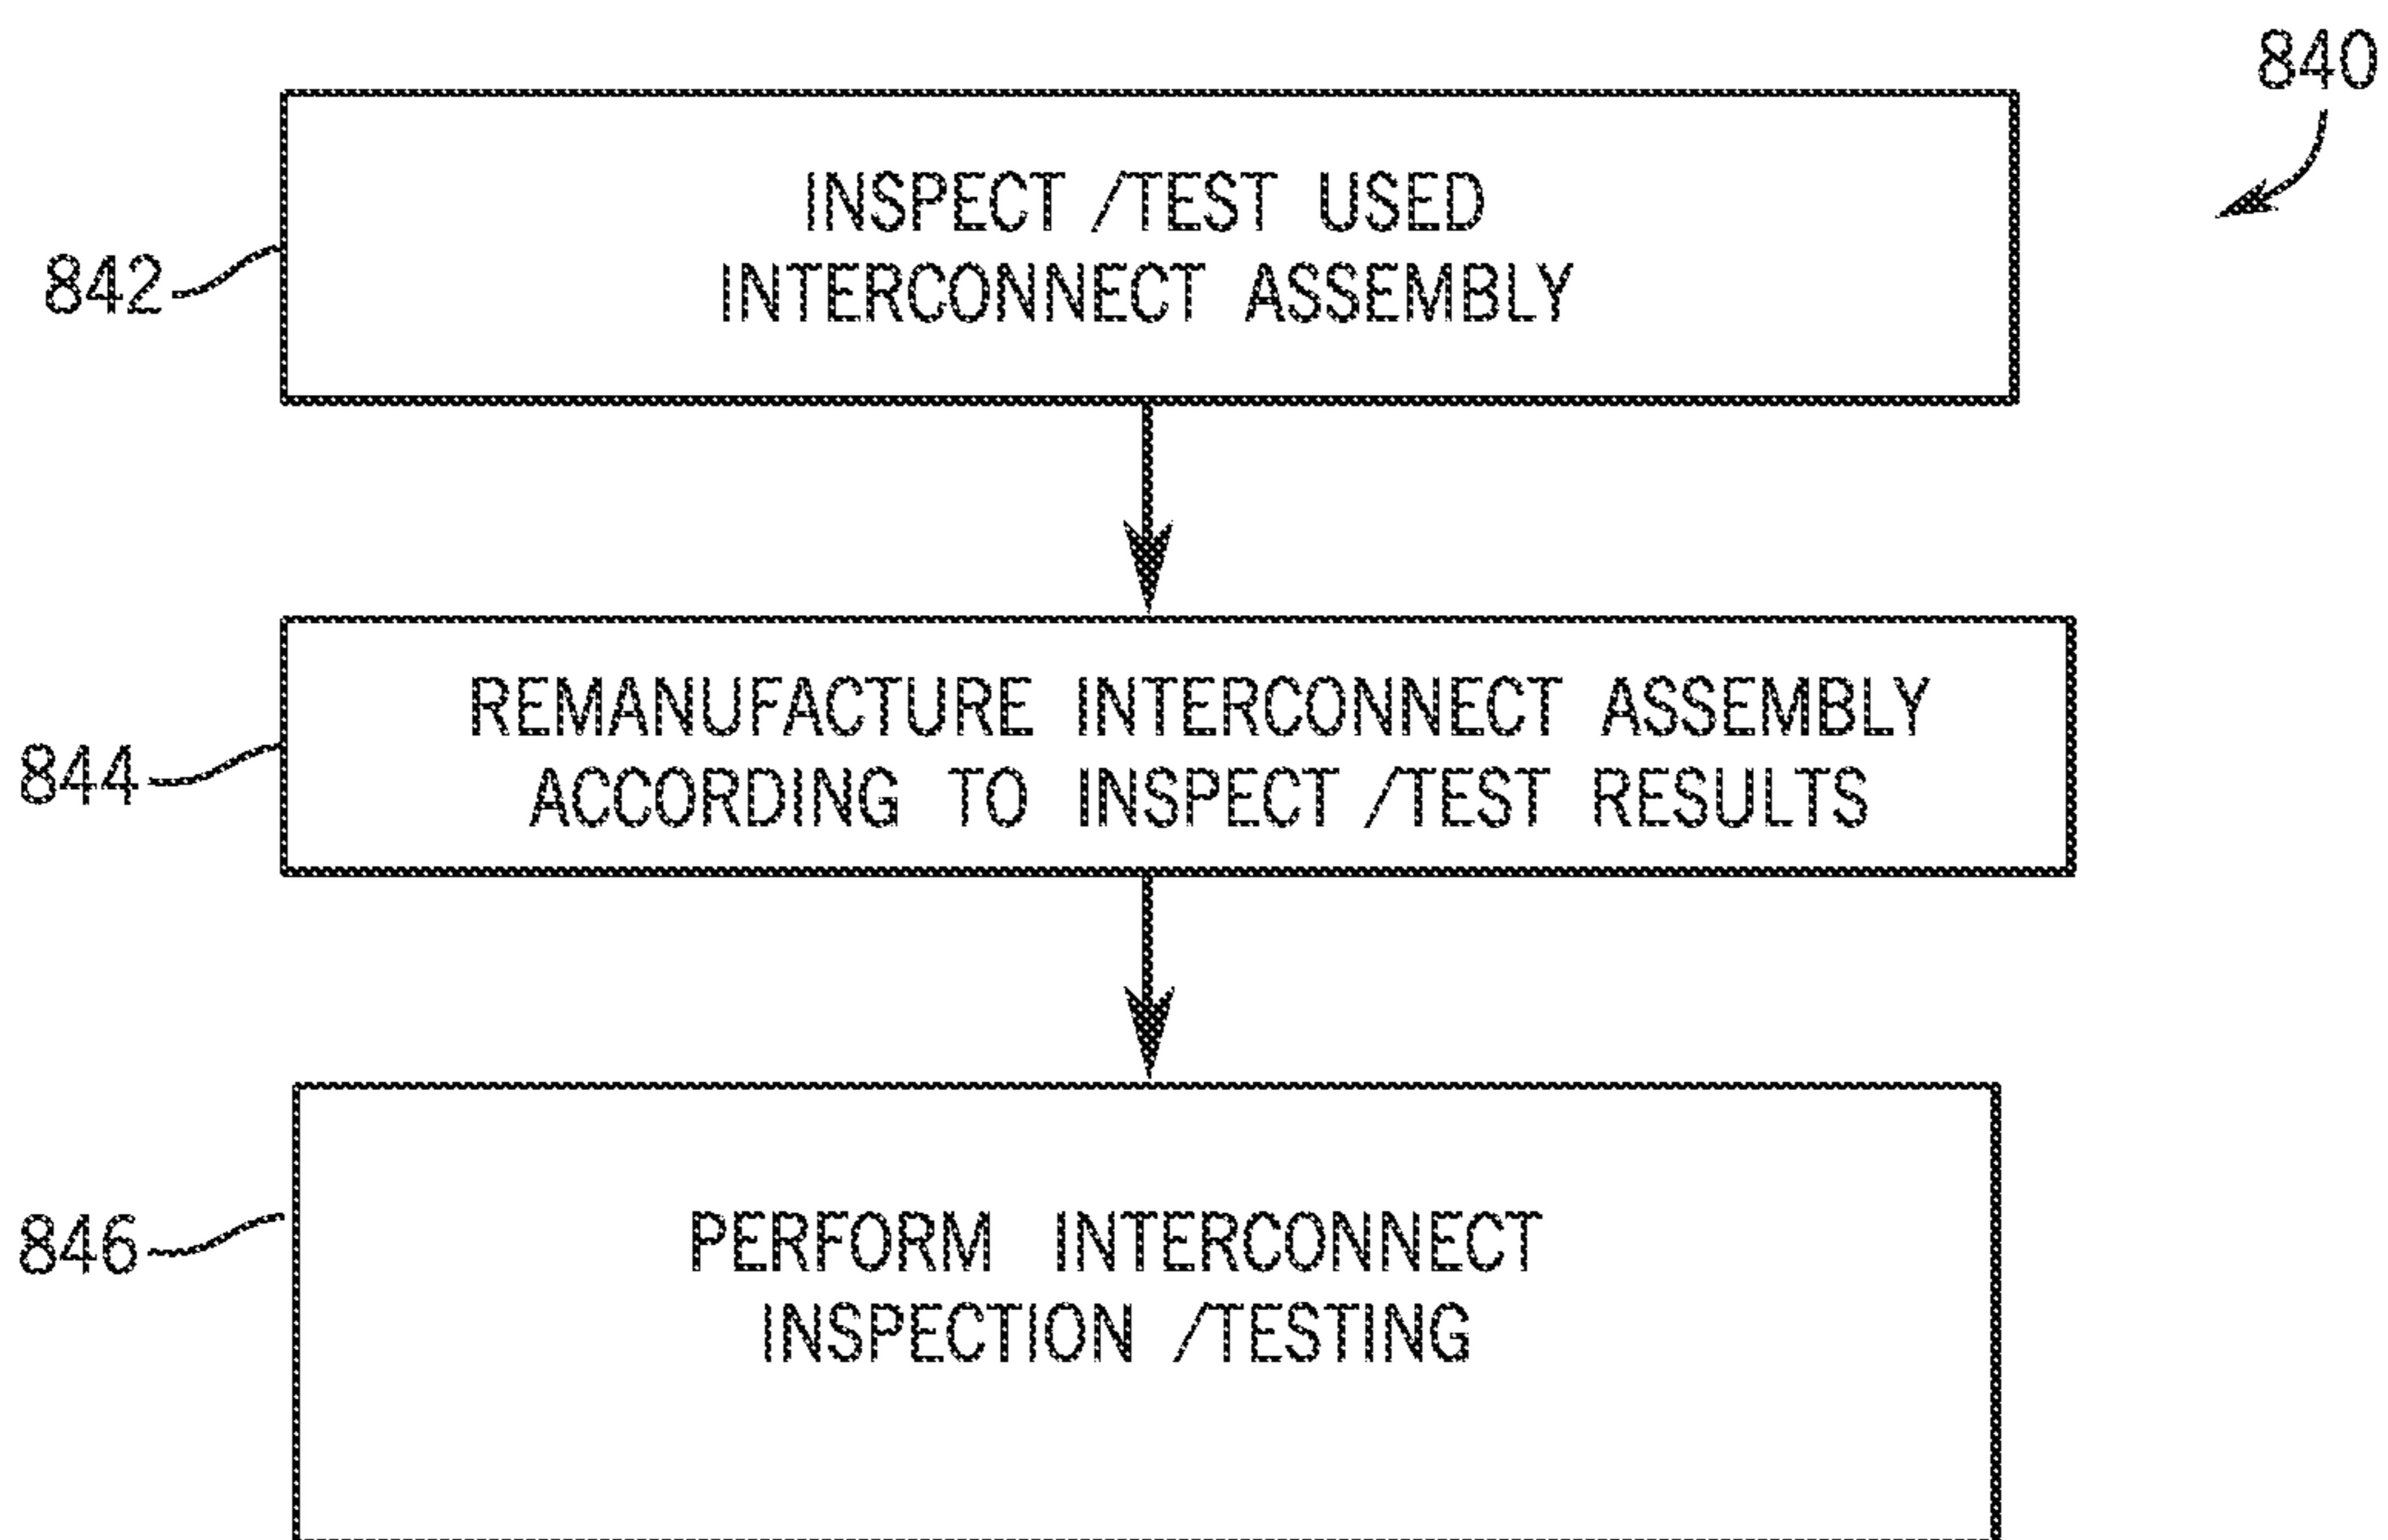 840
INSPECT /TEST USED
INTERCONNECT ASSEMBLY
842
REMANUFACTURE INTERCONNECT ASSEMBLY
ACCORDING TO INSPECT /TEST RESULTS
844
PERFORM INTERCONNECT
INSPECTION /TESTING
846